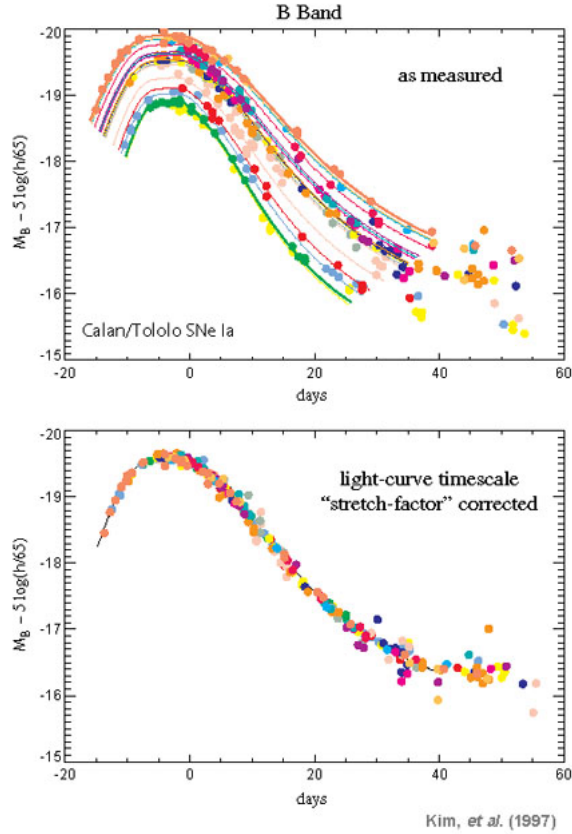 B Band
-20
as measured
-19
-18
-17
-16
-15
M_B – 5 log(h/65)
Calan/Tololo SNe Ia
-20 0 20 40 60
days
-20
light-curve timescale
“stretch-factor” corrected
-19
-18
-17
-16
-15
M_B – 5 log(h/65)
-20 0 20 40 60
days
Kim, et al. (1997)